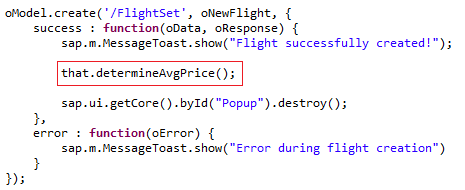 oModel.create('/FlightSet', oNewFlight, {
success : function(oData, oResponse) {
sap.m.MessageToast.show("Flight successfully created!");
that.determineAvgPrice();
sap.ui.getCore().byId("Popup").destroy();
},
error : function(oError) {
sap.m.MessageToast.show("Error during flight creation")
}
});